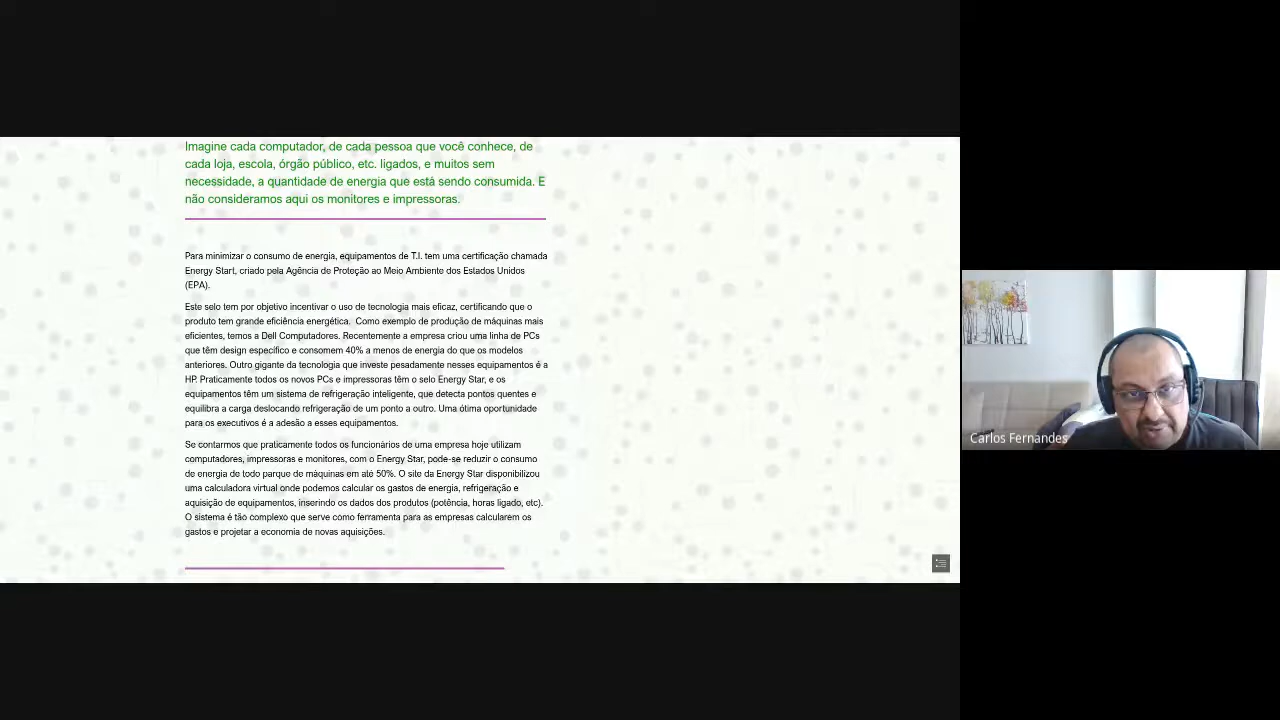 Imagine cada computador, de cada pessoa que você conhece, de
cada loja, escola, órgão público, etc. ligados, e muitos sem
necessidade, a quantidade de energia que está sendo consumida. E
não consideramos aqui os monitores e impressoras.
Para minimizar o consumo de energia, equipamentos de T.I. tem uma certificação chamada
Energy Start, criado pela Agência de Proteção ao Meio Ambiente dos Estados Unidos
(EPA).
Este selo tem por objetivo incentivar o uso de tecnologia mais eficaz, certificando que o
produto tem grande eficiência energética. Como exemplo de produção de máquinas mais
eficientes, temos a Dell Computadores. Recentemente a empresa criou uma linha de PCs
que têm design específico e consomem 40% a menos de energia do que os modelos
anteriores. Outro gigante da tecnologia que investe pesadamente nesses equipamentos é a
HP. Praticamente todos os novos PCs e impressoras têm o selo Energy Star, e os
equipamentos têm um sistema de refrigeração inteligente, que detecta pontos quentes e
equilibra a carga deslocando refrigeração de um ponto a outro. Uma ótima oportunidade
para os executivos é a adesão a esses equipamentos.
Se contarmos que praticamente todos os funcionários de uma empresa hoje utilizam
computadores, impressoras e monitores, com o Energy Star, pode-se reduzir o consumo
de energia de todo parque de máquinas em até 50%. O site da Energy Star disponibilizou
uma calculadora virtual onde podemos calcular os gastos de energia, refrigeração e
aquisição de equipamentos, inserindo os dados dos produtos (potência, horas ligado, etc).
O sistema é tão complexo que serve como ferramenta para as empresas calcularem os
gastos e projetar a economia de novas aquisições.
Carlos Fernandes